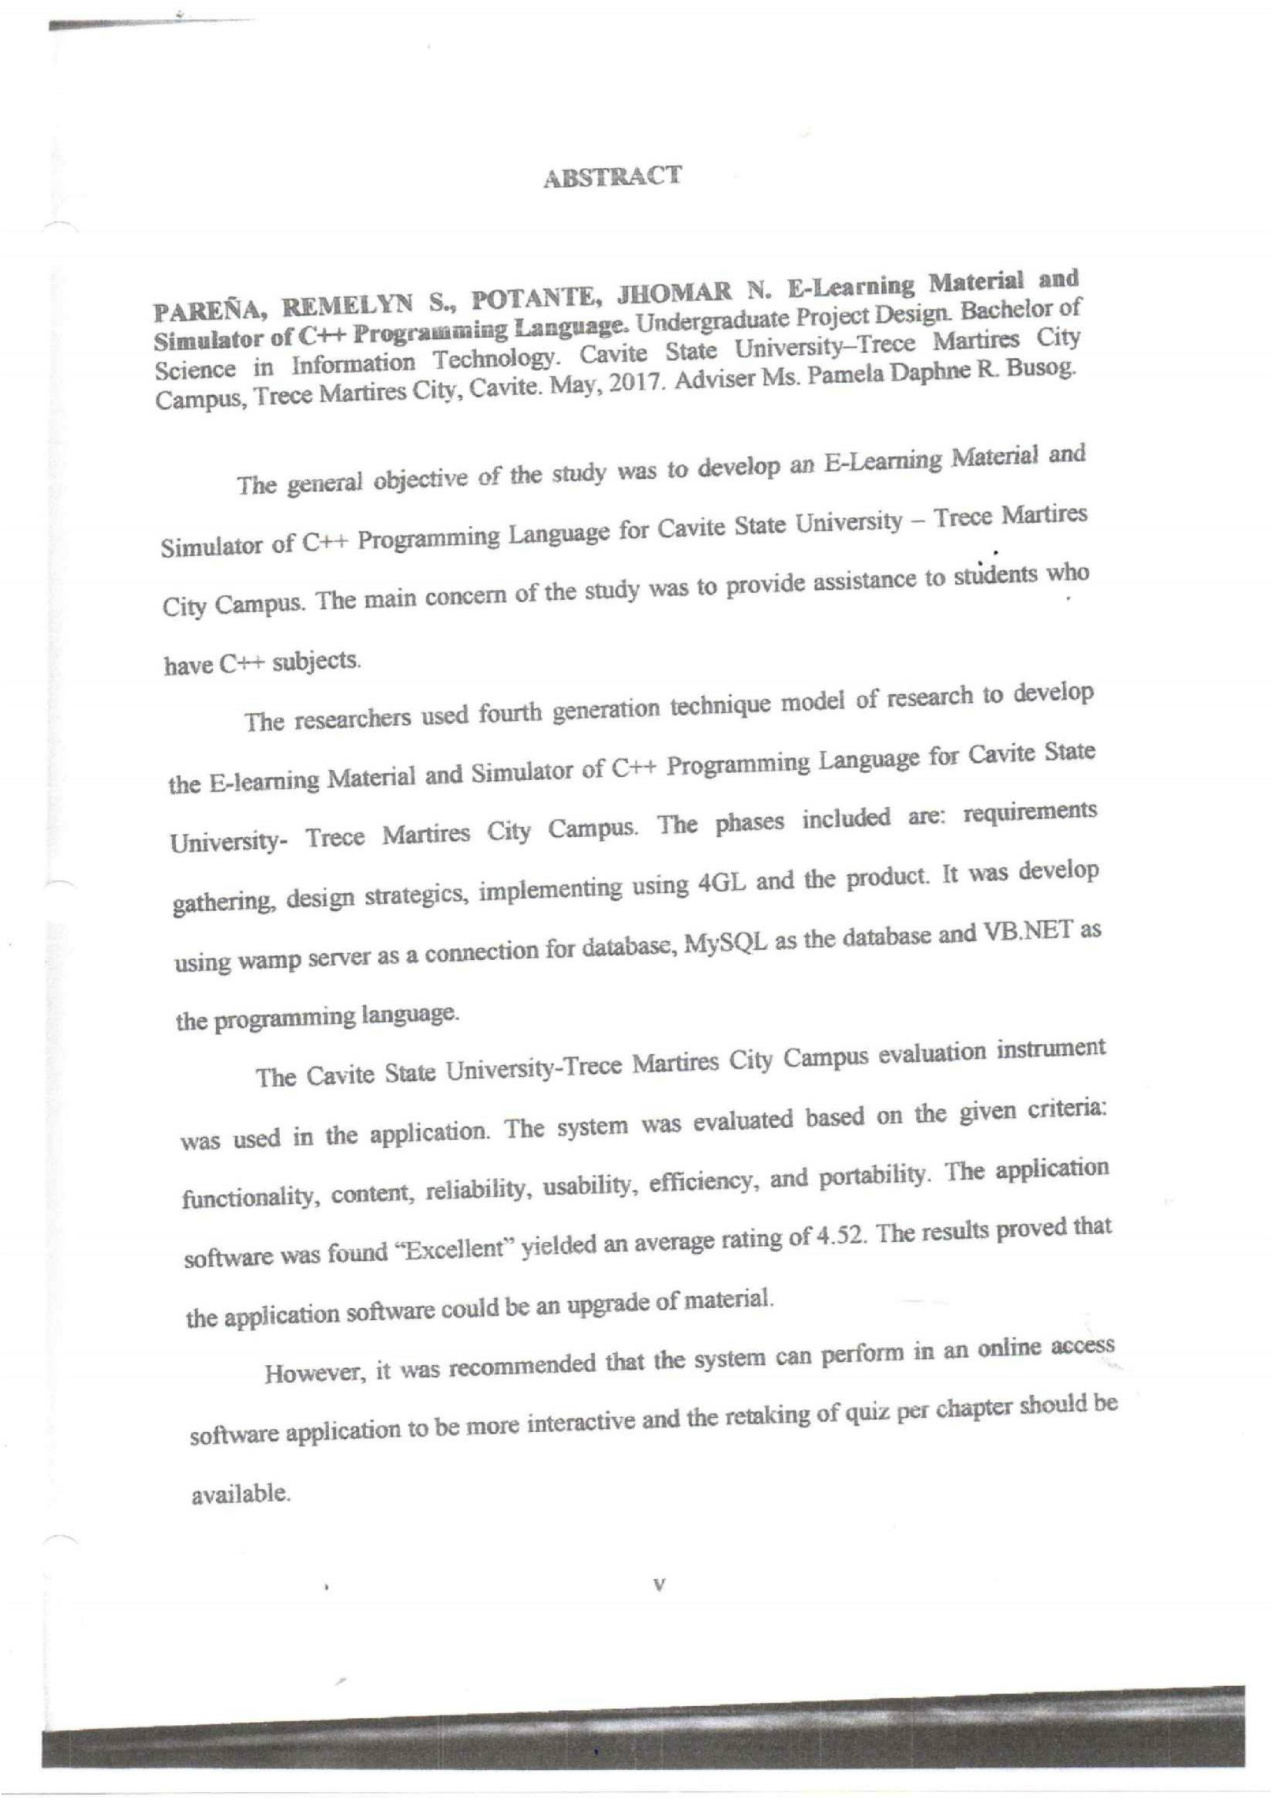 ABSTRACT
PAREÑA, REMELYN S., POTANTE, JHOMAR N. E-Learning Material and
Simulator of C++ Programming Language. Undergraduate Project Design. Bachelor of
Science in Information Technology. Cavite State University–Trece Martires City
Campus, Trece Martires City, Cavite. May, 2017. Adviser Ms. Pamela Daphne R. Busog.
The general objective of the study was to develop an E-Learning Material and
Simulator of C++ Programming Language for Cavite State University – Trece Martires
City Campus. The main concern of the study was to provide assistance to students who
have C++ subjects.
The researchers used fourth generation technique model of research to develop
the E-learning Material and Simulator of C++ Programming Language for Cavite State
University- Trece Martires City Campus. The phases included are: requirements
gathering, design strategics, implementing using 4GL and the product. It was develop
using wamp server as a connection for database, MySQL as the database and VB.NET as
the programming language.
The Cavite State University-Trece Martires City Campus evaluation instrument
was used in the application. The system was evaluated based on the given criteria:
functionality, content, reliability, usability, efficiency, and portability. The application
software was found “Excellent” yielded an average rating of 4.52. The results proved that
the application software could be an upgrade of material.
However, it was recommended that the system can perform in an online access
software application to be more interactive and the retaking of quiz per chapter should be
available.
v